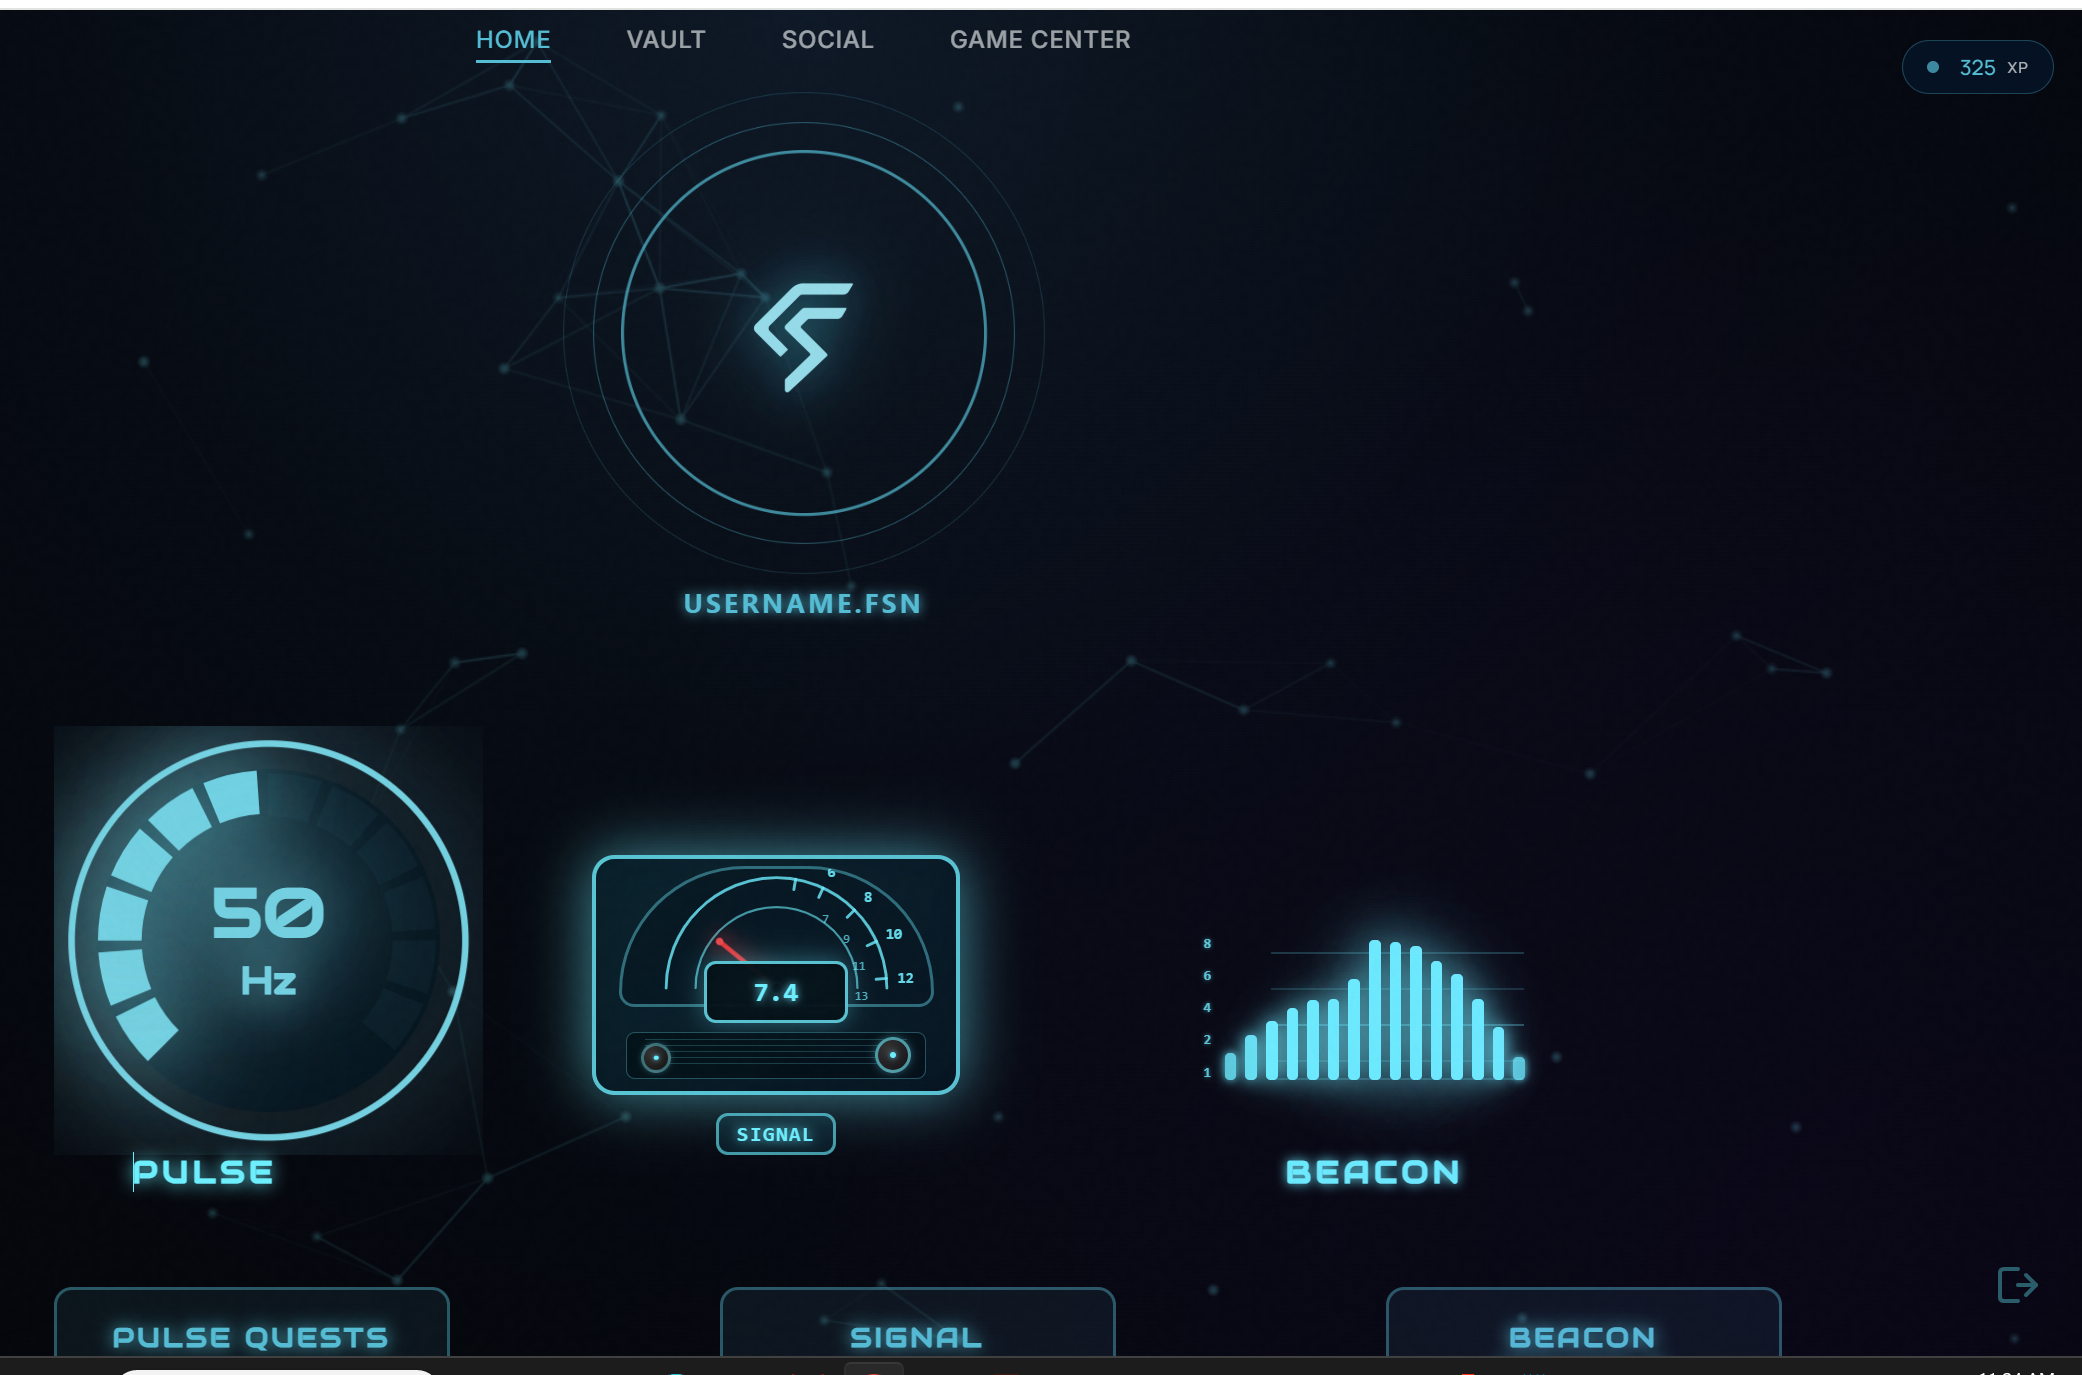 HOME VAULT SOCIAL GAME CENTER
325 XP
USERNAME.FSN
50
Hz
PULSE
6
8
10
12
7
9
11
13
7.4
SIGNAL
8
6
4
2
1
BEACON
PULSE QUESTS
SIGNAL
BEACON